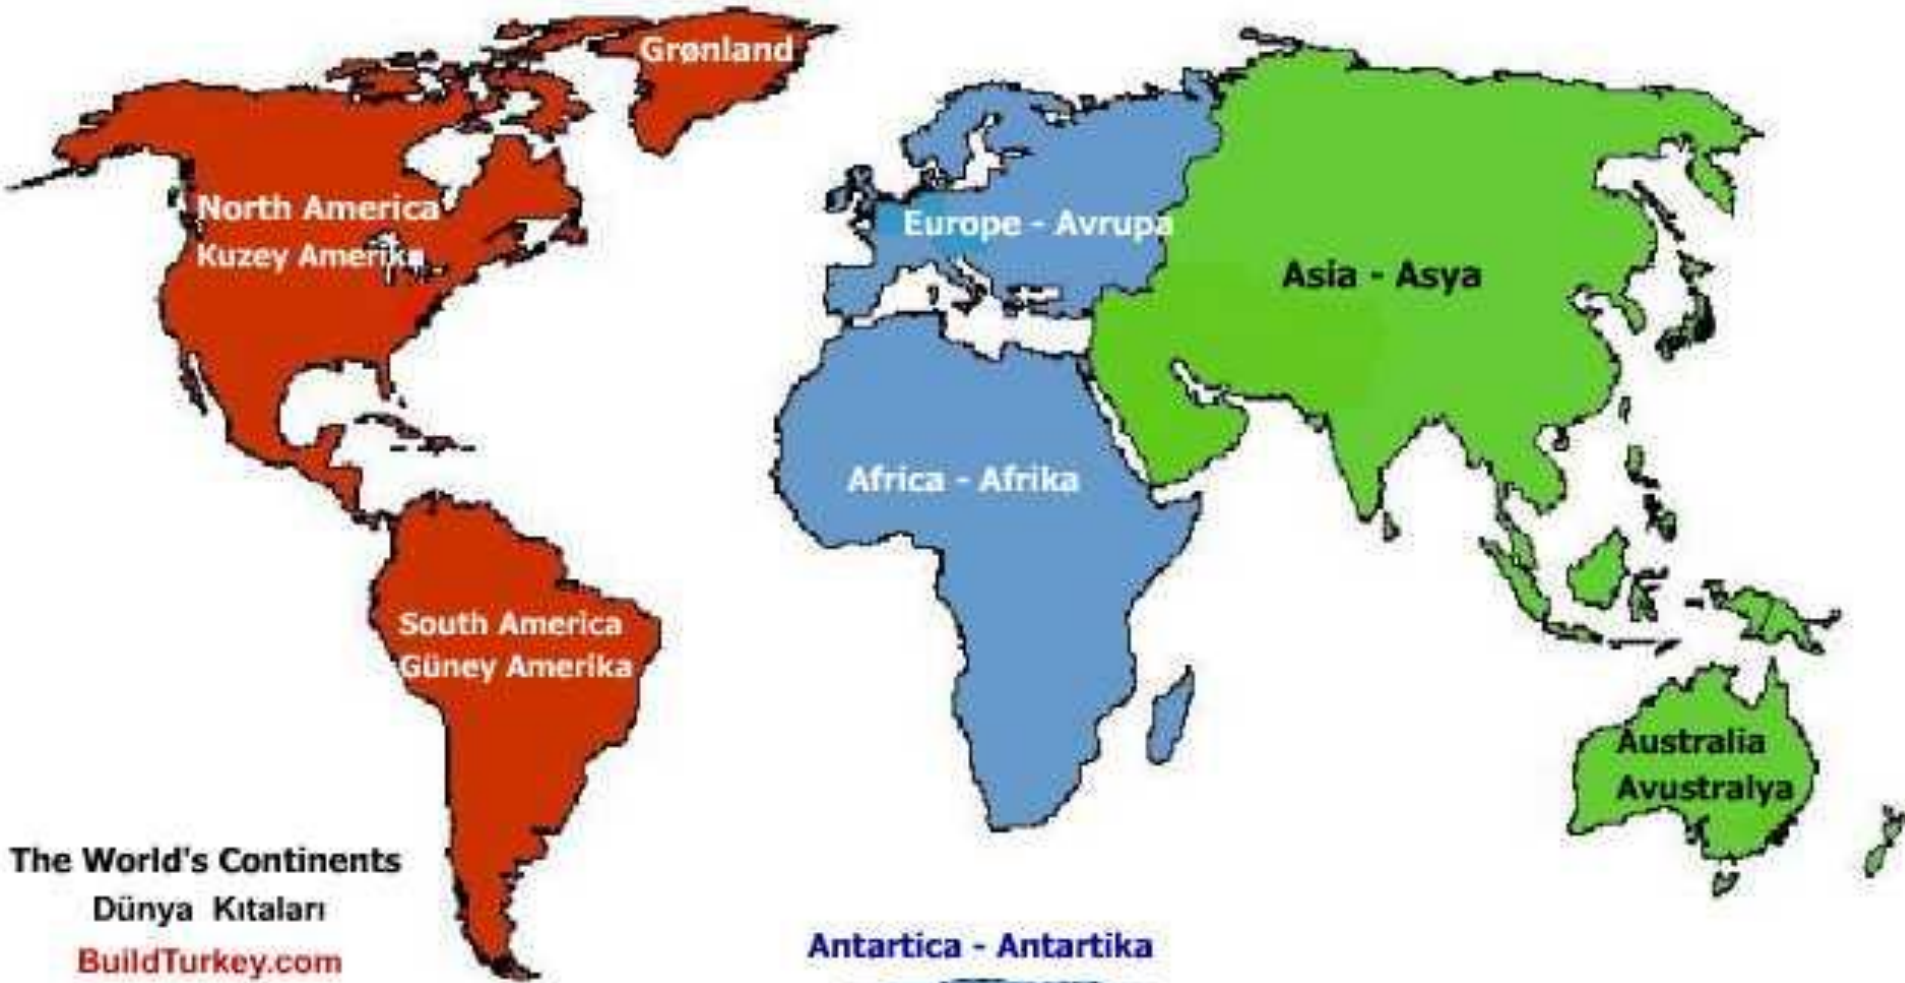 Grønland
North America
Kuzey Amerika
Europe - Avrupa
Asia - Asya
Africa - Afrika
South America
Güney Amerika
Australia
Avustralya
The World's Continents
Dünya Kıtaları
BuildTurkey.com
Antartica - Antartika